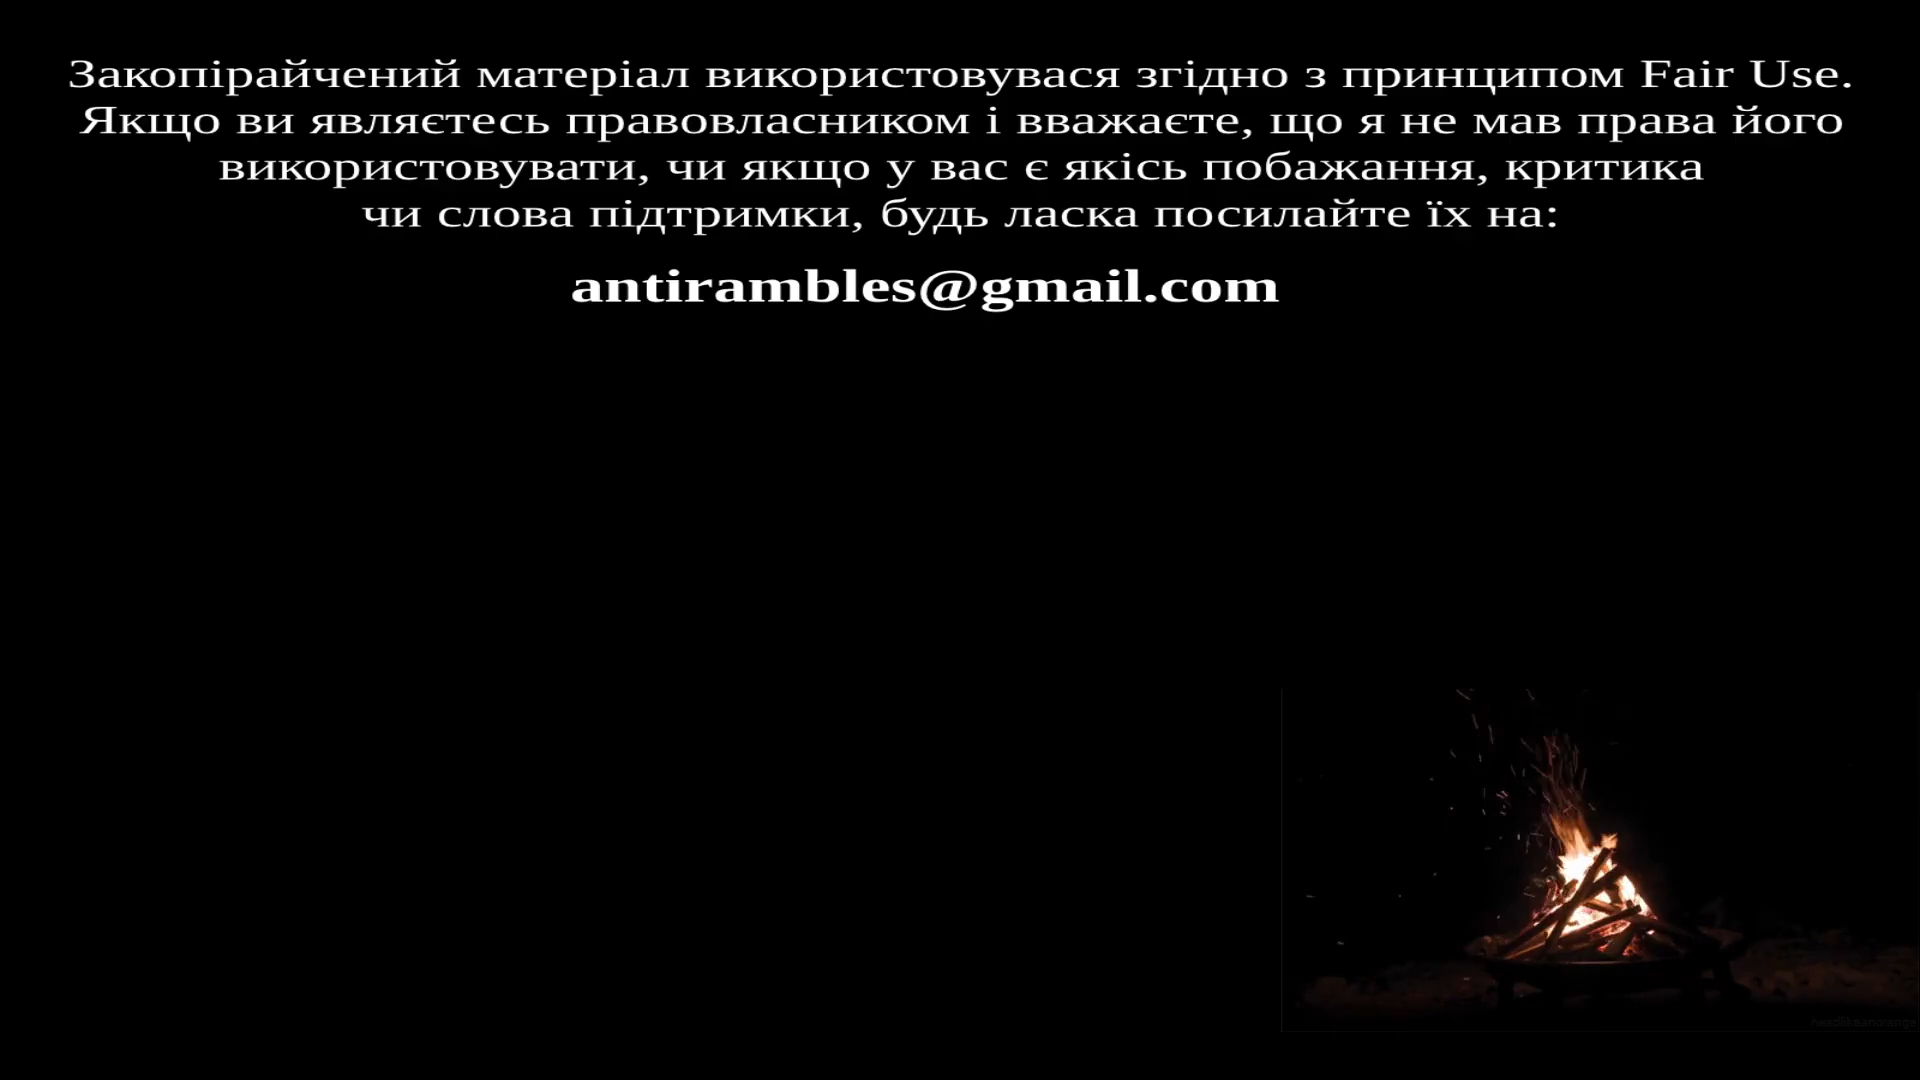 Закопірайчений матеріал використовувася згідно з принципом Fair Use.
Якщо ви являєтесь правовласником і вважаєте, що я не мав права його
використовувати, чи якщо у вас є якісь побажання, критика
чи слова підтримки, будь ласка посилайте їх на:
antirambles@gmail.com